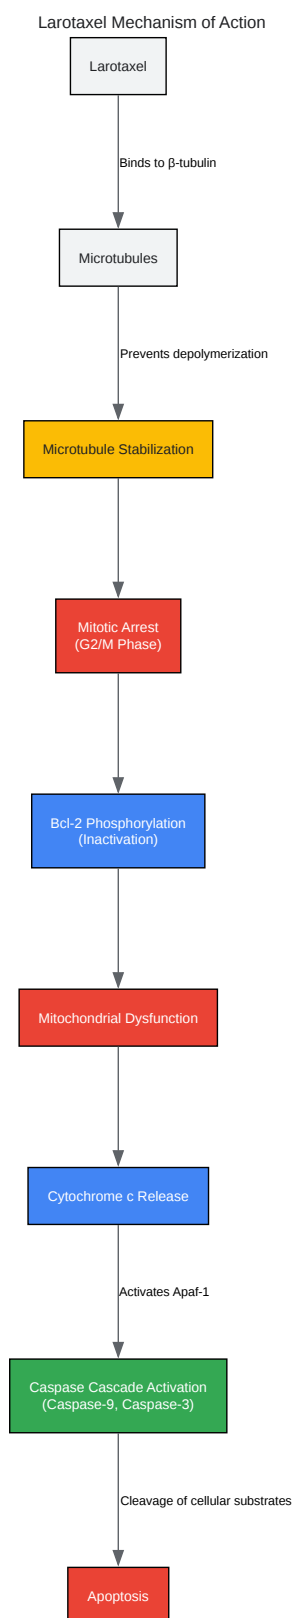 Larotaxel Mechanism of Action
Larotaxel
Binds to β-tubulin
Microtubules
Prevents depolymerization
Microtubule Stabilization
Mitotic Arrest
(G2/M Phase)
Bcl-2 Phosphorylation
(Inactivation)
Mitochondrial Dysfunction
Cytochrome c Release
Activates Apaf-1
Caspase Cascade Activation
(Caspase-9, Caspase-3)
Cleavage of cellular substrates
Apoptosis